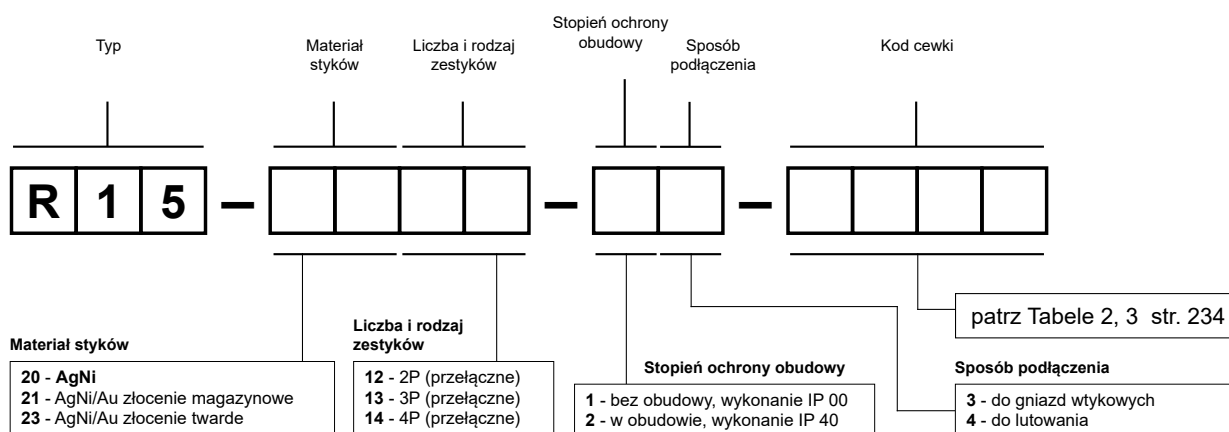 Typ
Materiał
styków
Liczba i rodzaj
zestyków
Stopień ochrony
obudowy
Sposób
podłączenia
Kod cewki
R 1 5 – – –
patrz Tabele 2, 3 str. 234
Materiał styków
20 - AgNi
21 - AgNi/Au złocenie magazynowe
23 - AgNi/Au złocenie twarde
Liczba i rodzaj
zestyków
12 - 2P (przełączne)
13 - 3P (przełączne)
14 - 4P (przełączne)
Stopień ochrony obudowy
1 - bez obudowy, wykonanie IP 00
2 - w obudowie, wykonanie IP 40
Sposób podłączenia
3 - do gniazd wtykowych
4 - do lutowania